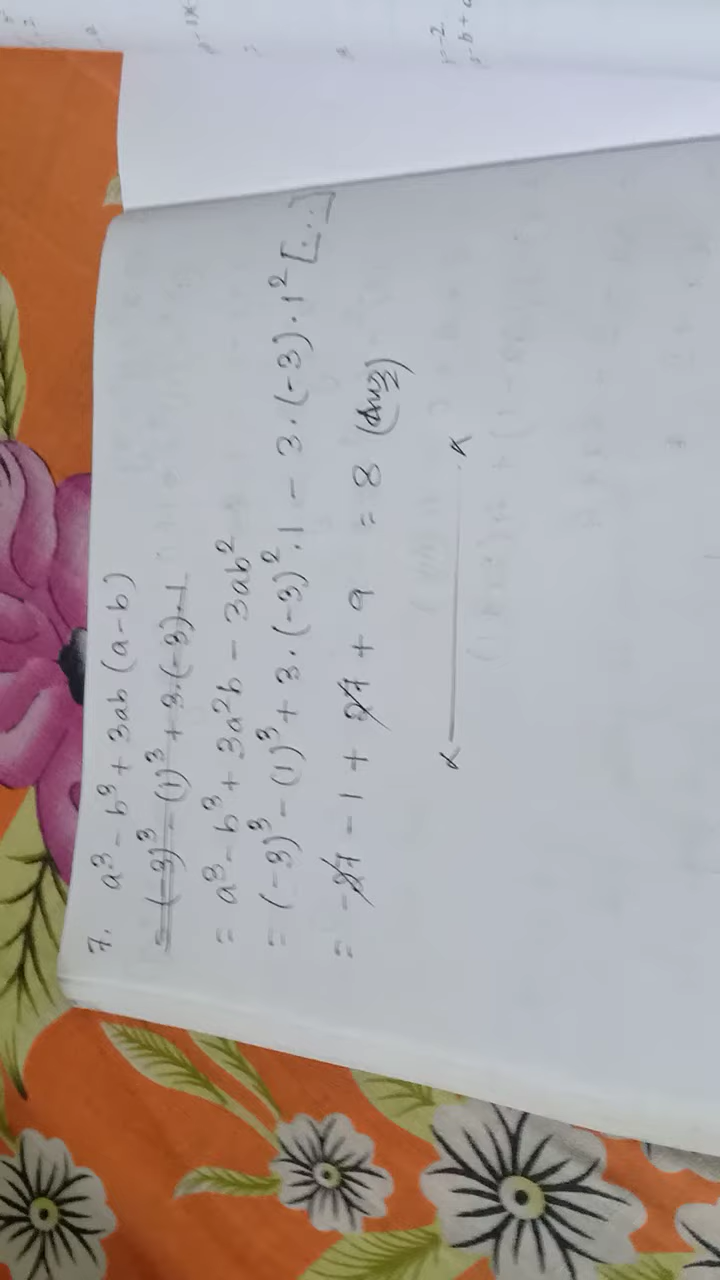 7. a³ - b³ + 3ab (a-b)
= (-3)³ - (1)³ + 3.(-3).1
= a³ - b³ + 3a²b - 3ab²
= (-3)³ - (1)³ + 3.(-3)².1 - 3.(-3).1² [...]
= -27 - 1 + 27 + 9 = 8 (Ans)